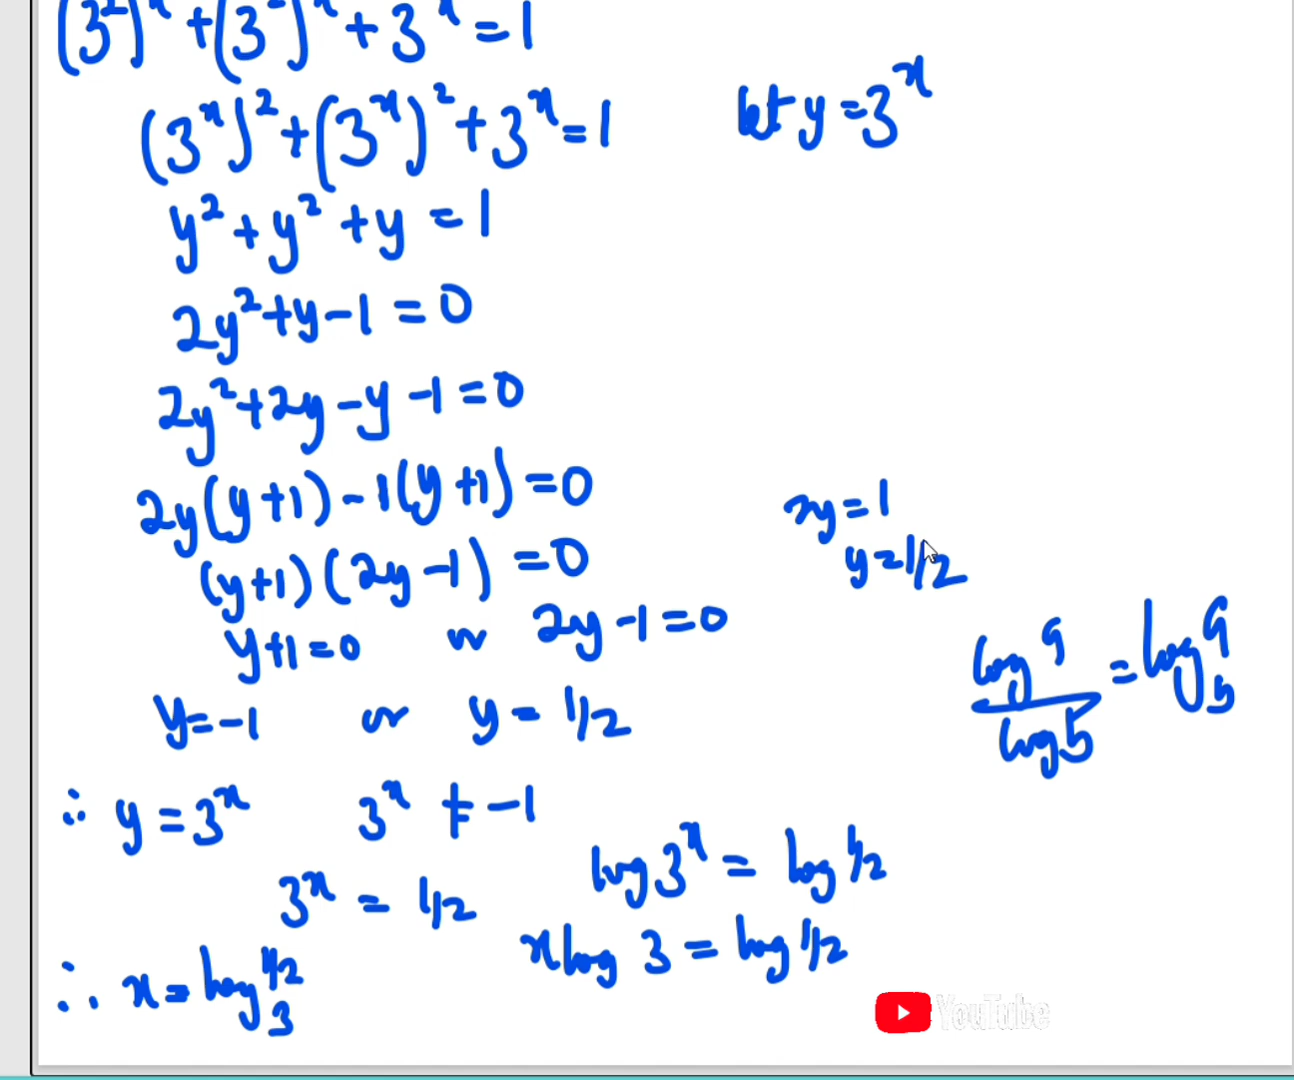 (3²)ˣ + (3²)ˣ + 3ˣ = 1
(3ˣ)² + (3ˣ)² + 3ˣ = 1
let y = 3ˣ
y² + y² + y = 1
2y² + y - 1 = 0
2y² + 2y - y - 1 = 0
2y(y+1) - 1(y+1) = 0
(y+1)(2y-1) = 0
y+1=0 or 2y-1=0
y=-1 or y = 1/2
∴ y = 3ˣ 3ˣ ≠ -1
3ˣ = 1/2
∴ x = log₃ 1/2
2y=1
y=1/2
log 9 / log 5 = log₅ 9
log 3ˣ = log 1/2
x log 3 = log 1/2
YouTube